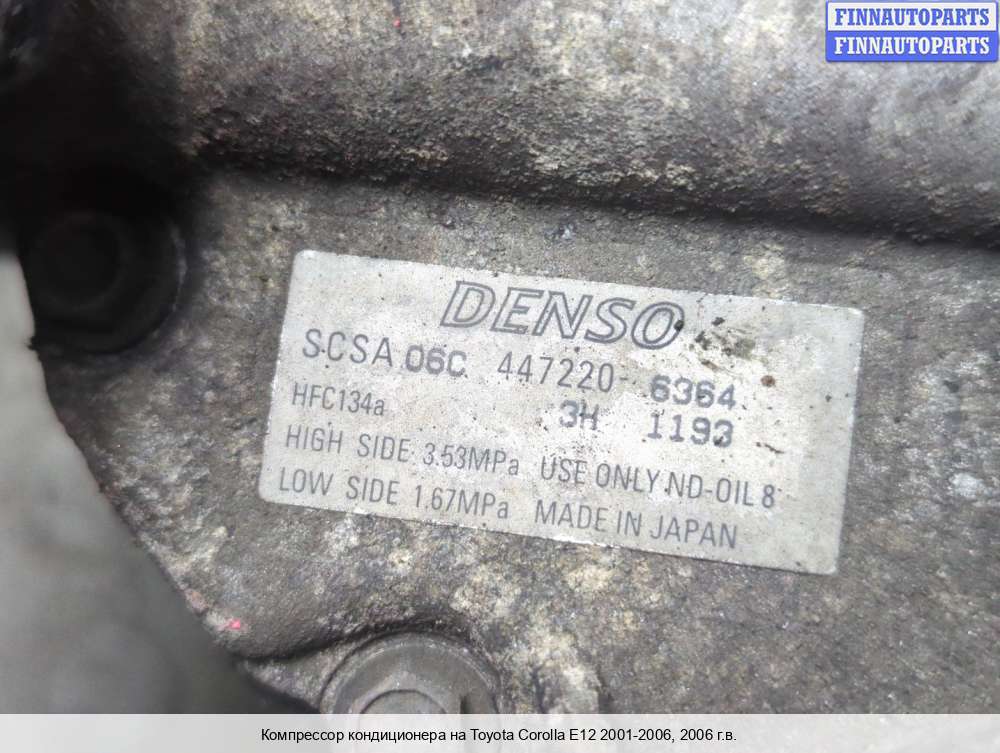 FINNAUTOPARTS
FINNAUTOPARTS
DENSO
SCSA 06C 447220-6364
HFC134a 3H 1193
HIGH SIDE 3.53MPa USE ONLY ND-OIL 8
LOW SIDE 1.67MPa MADE IN JAPAN
Компрессор кондиционера на Toyota Corolla E12 2001-2006, 2006 г.в.